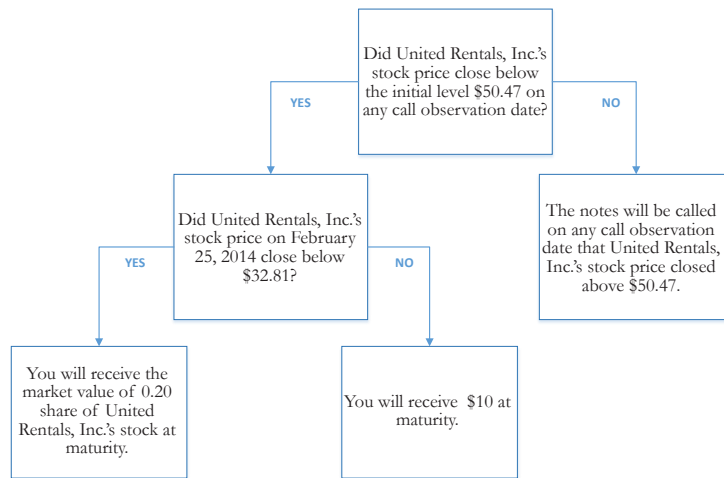 Did United Rentals, Inc.'s
stock price close below
the initial level $50.47 on
any call observation date?
YES
NO
Did United Rentals, Inc.'s
stock price on February
25, 2014 close below
$32.81?
The notes will be called
on any call observation
date that United Rentals,
Inc.'s stock price closed
above $50.47.
YES
NO
You will receive the
market value of 0.20
share of United
Rentals, Inc.'s stock at
maturity.
You will receive $10 at
maturity.